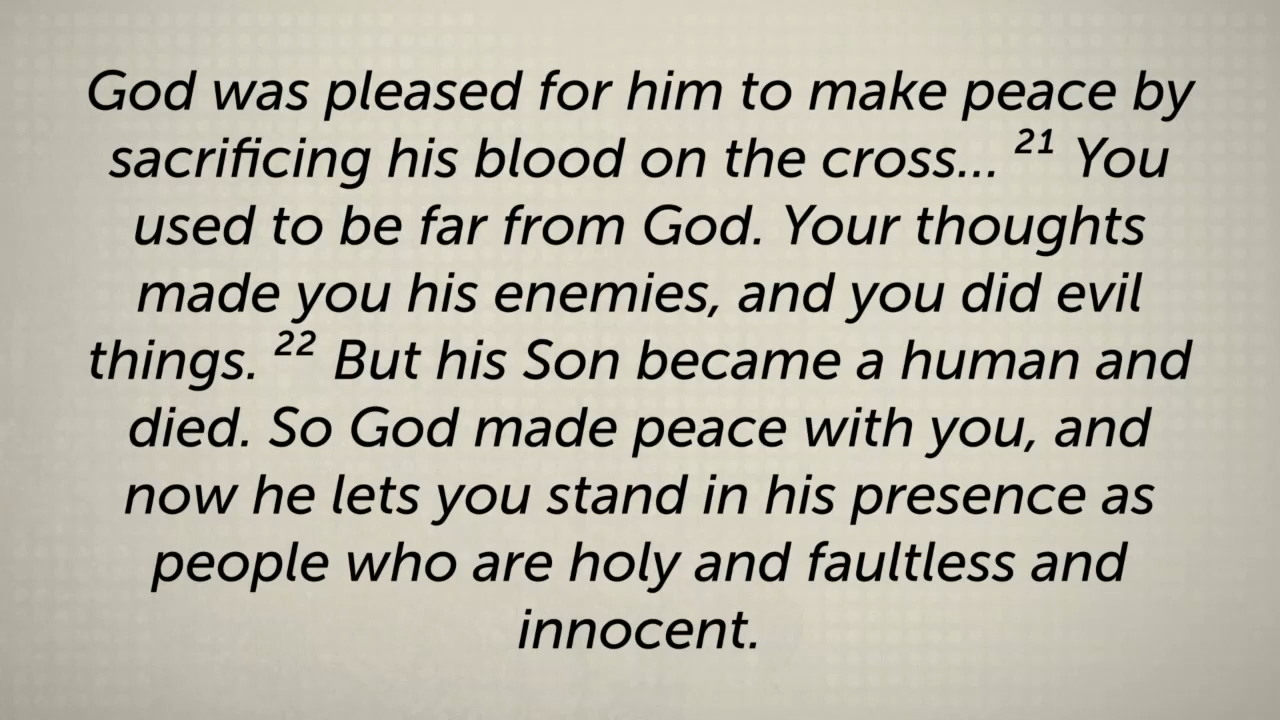 God was pleased for him to make peace by
sacrificing his blood on the cross... 21 You
used to be far from God. Your thoughts
made you his enemies, and you did evil
things. 22 But his Son became a human and
died. So God made peace with you, and
now he lets you stand in his presence as
people who are holy and faultless and
innocent.